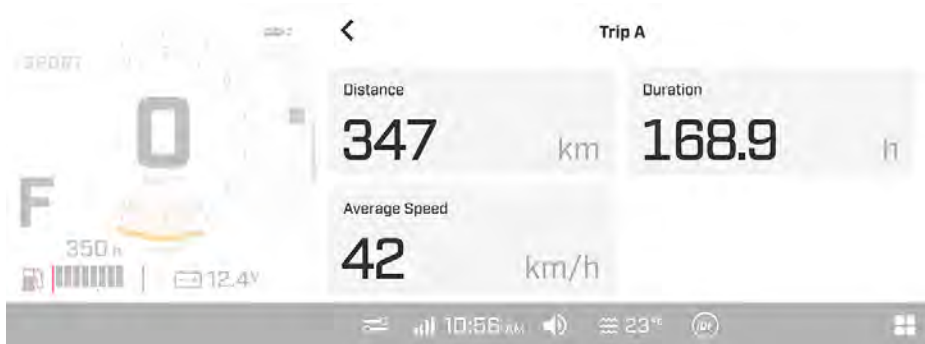 SPORT
0
F
350 h
12.4 V
Trip A
Distance
347 km
Duration
168.9 h
Average Speed
42 km/h
10:56 AM
23°C